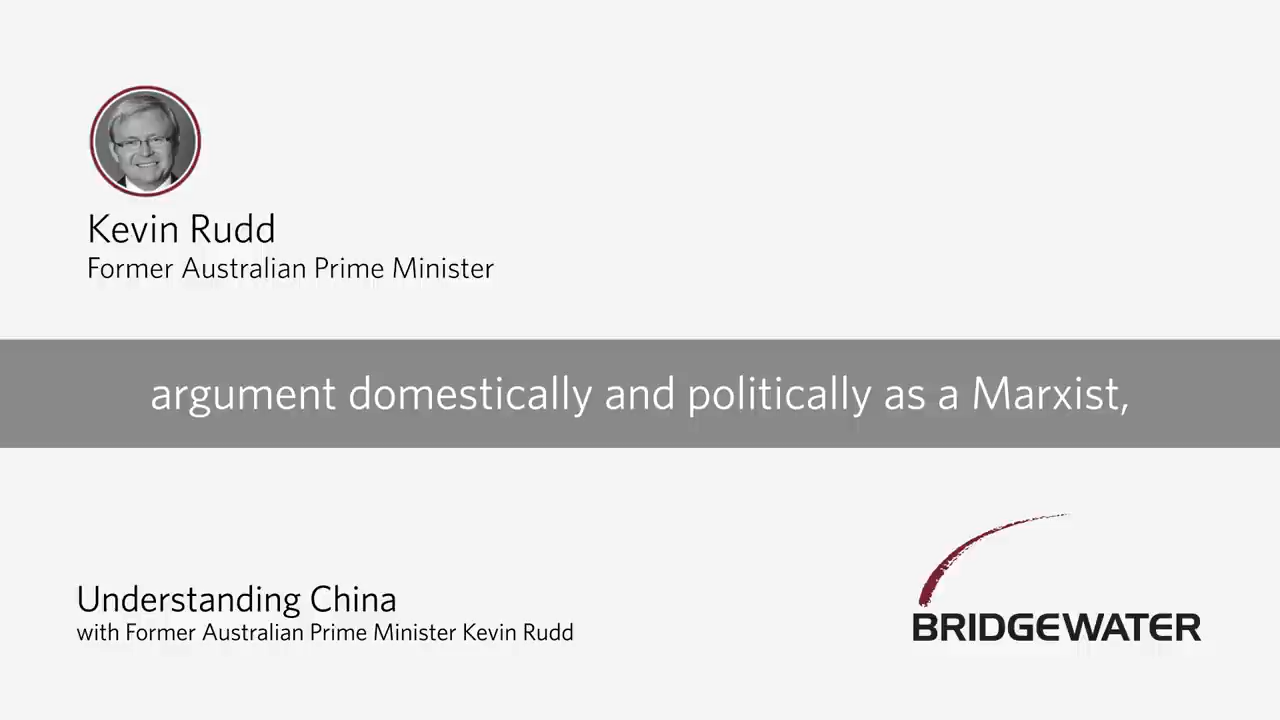 Kevin Rudd
Former Australian Prime Minister
argument domestically and politically as a Marxist,
Understanding China
with Former Australian Prime Minister Kevin Rudd
BRIDGEWATER